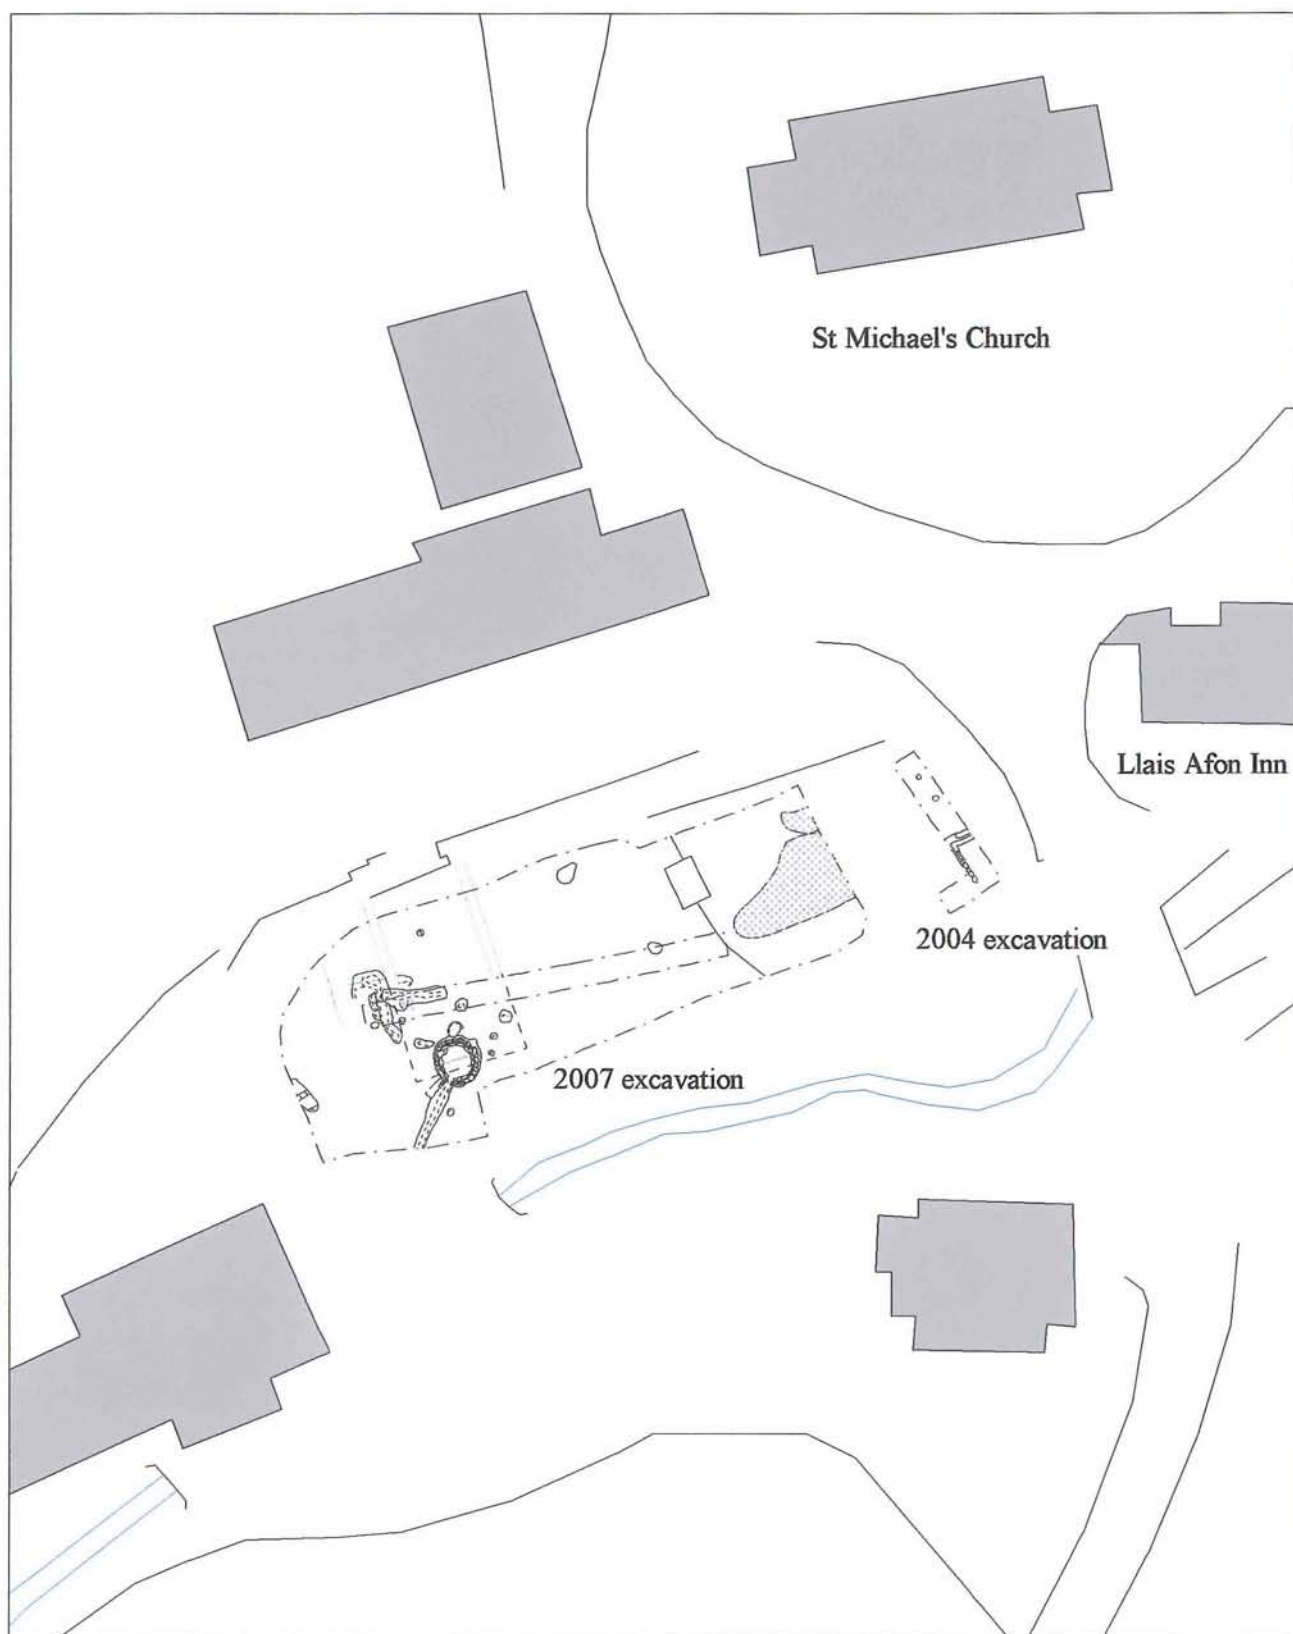 St Michael's Church
Llais Afon Inn
2004 excavation
2007 excavation